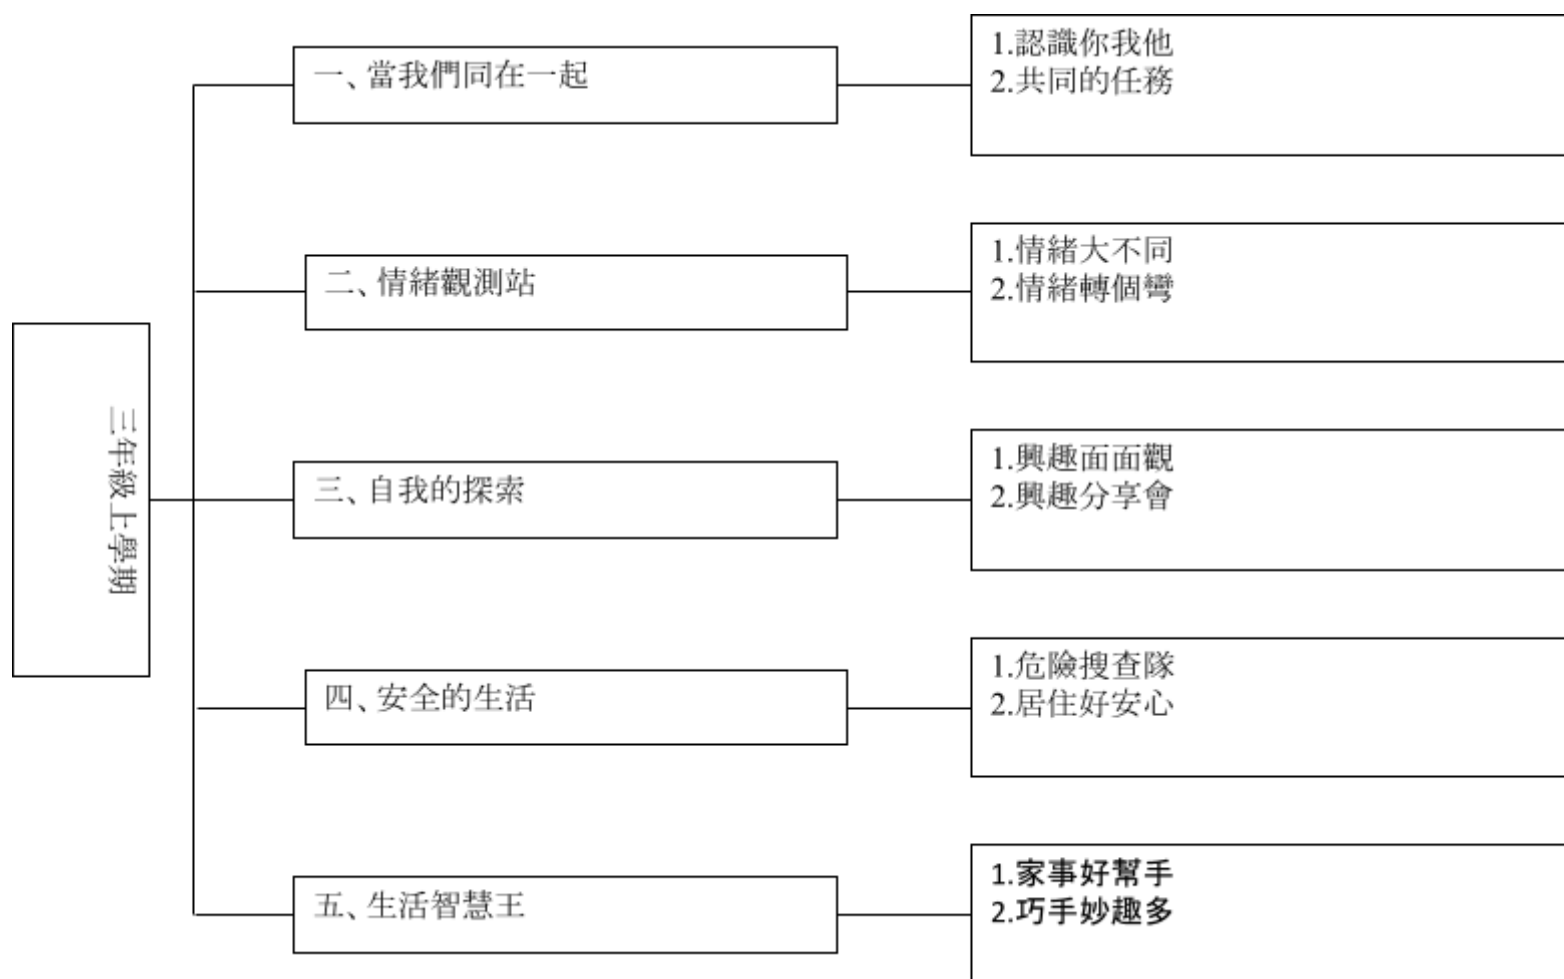 三年級上學期
一、當我們同在一起
1.認識你我他
2.共同的任務
二、情緒觀測站
1.情緒大不同
2.情緒轉個彎
三、自我的探索
1.興趣面面觀
2.興趣分享會
四、安全的生活
1.危險搜查隊
2.居住好安心
五、生活智慧王
1.家事好幫手
2.巧手妙趣多